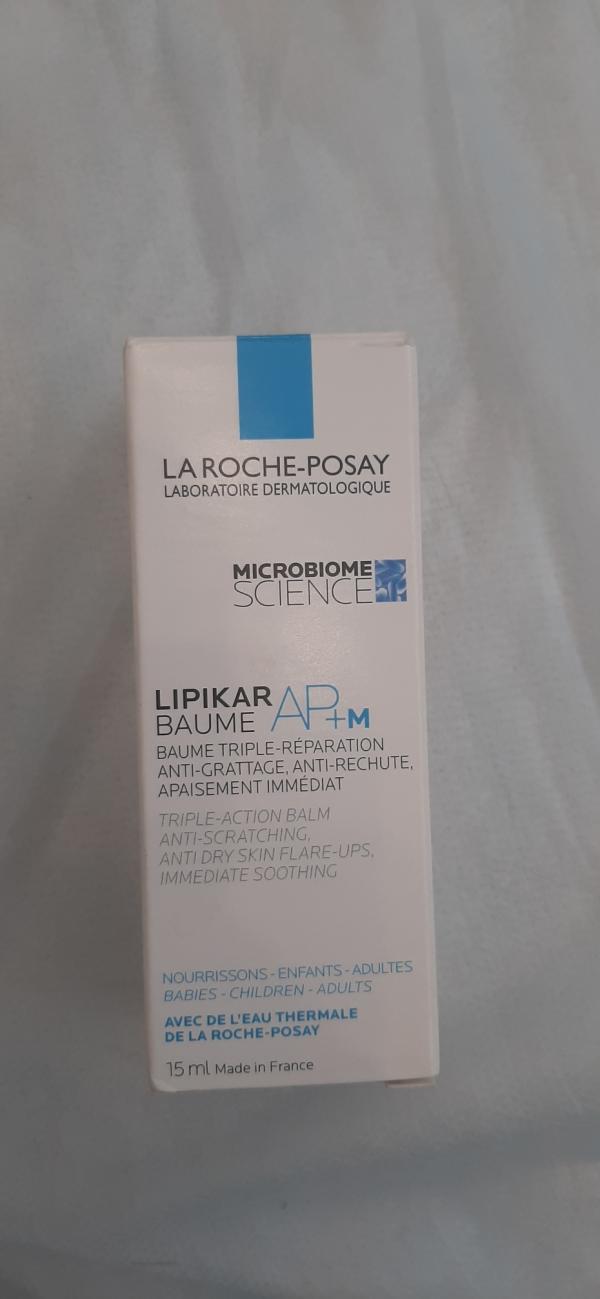 LA ROCHE-POSAY
LABORATOIRE DERMATOLOGIQUE
MICROBIOME
SCIENCE
LIPIKAR
BAUME AP+M
BAUME TRIPLE-RÉPARATION
ANTI-GRATTAGE, ANTI-RECHUTE,
APAISEMENT IMMÉDIAT
TRIPLE-ACTION BALM
ANTI-SCRATCHING,
ANTI DRY SKIN FLARE-UPS,
IMMEDIATE SOOTHING
NOURRISSONS - ENFANTS - ADULTES
BABIES - CHILDREN - ADULTS
AVEC DE L'EAU THERMALE
DE LA ROCHE-POSAY
15 ml Made in France